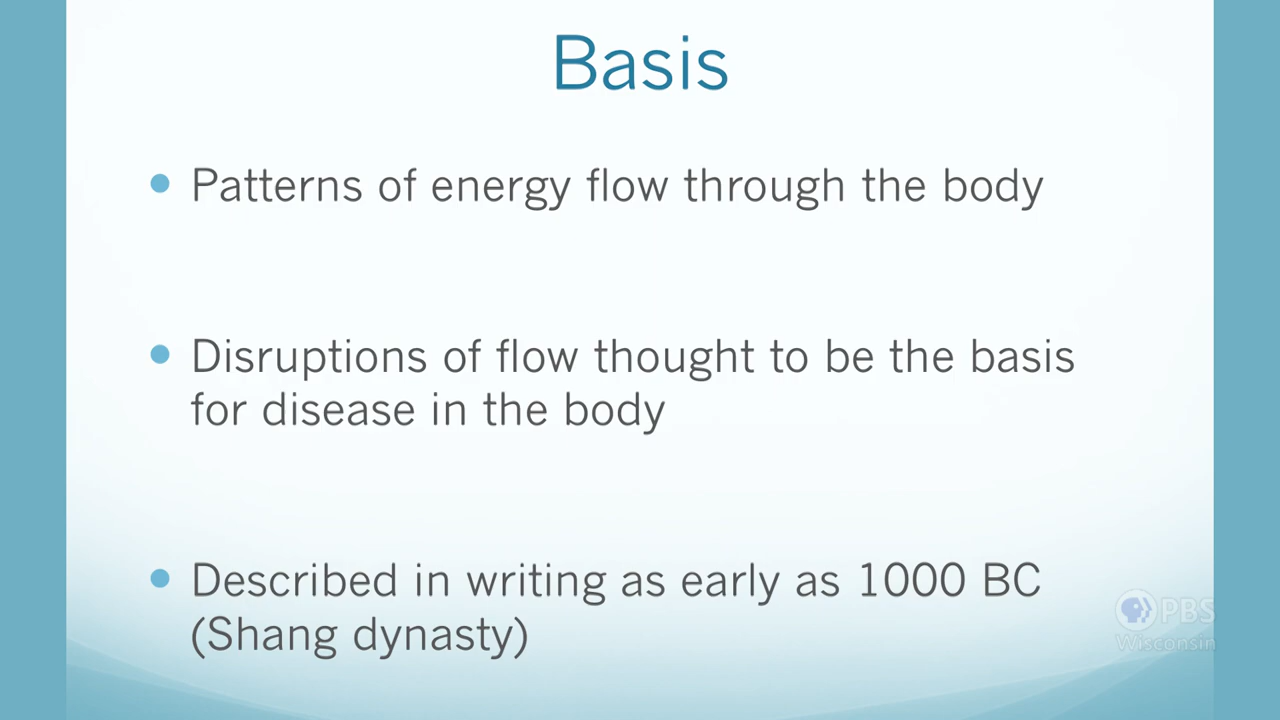 Basis
• Patterns of energy flow through the body
• Disruptions of flow thought to be the basis
for disease in the body
• Described in writing as early as 1000 BC
(Shang dynasty)
PBS
Wisconsin